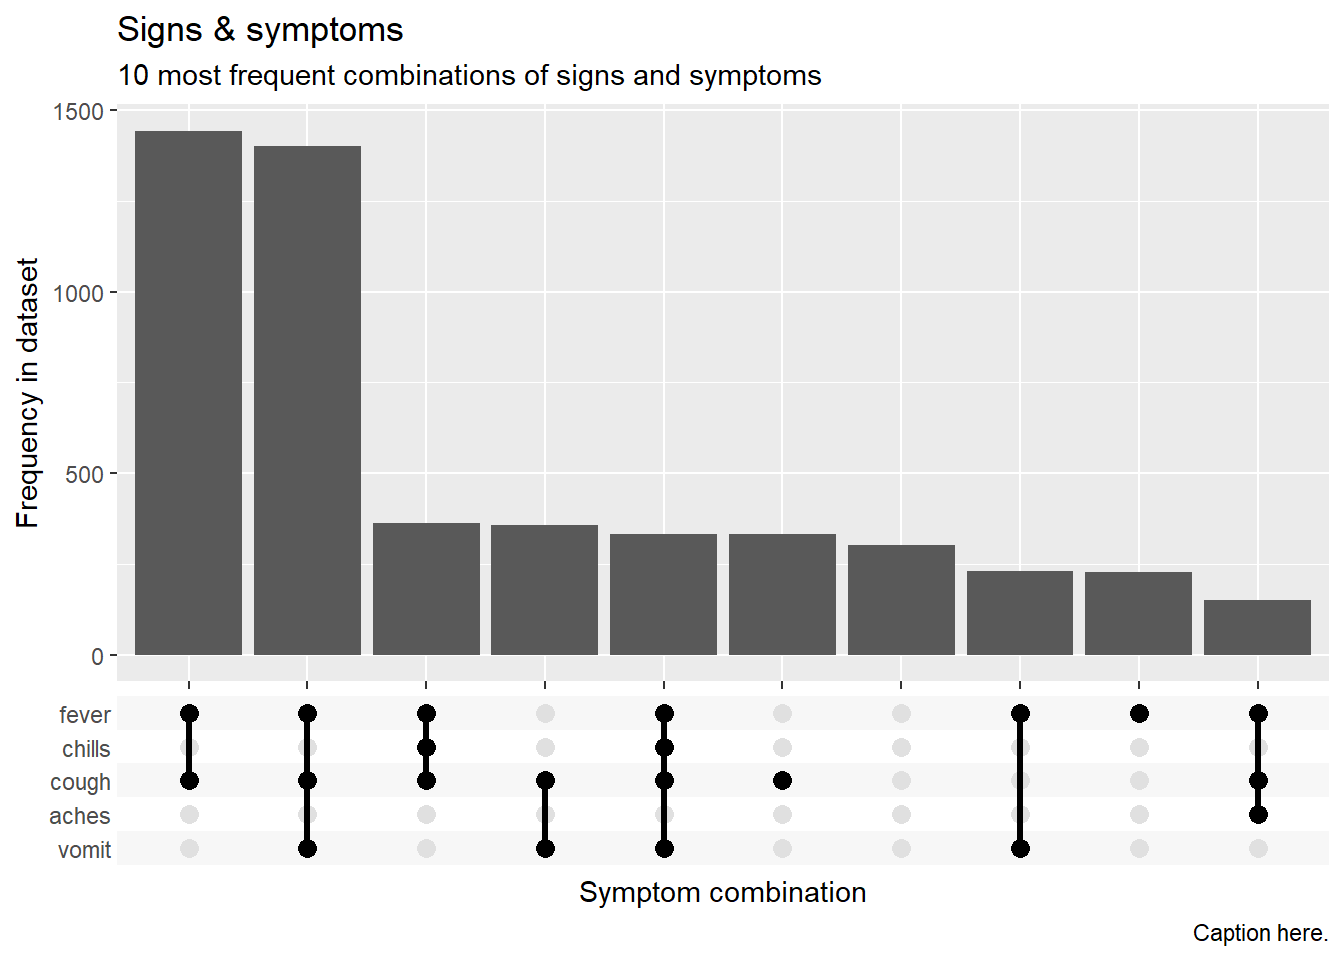 Signs & symptoms
10 most frequent combinations of signs and symptoms
Frequency in dataset
1500
1000
500
0
fever
chills
cough
aches
vomit
Symptom combination
Caption here.